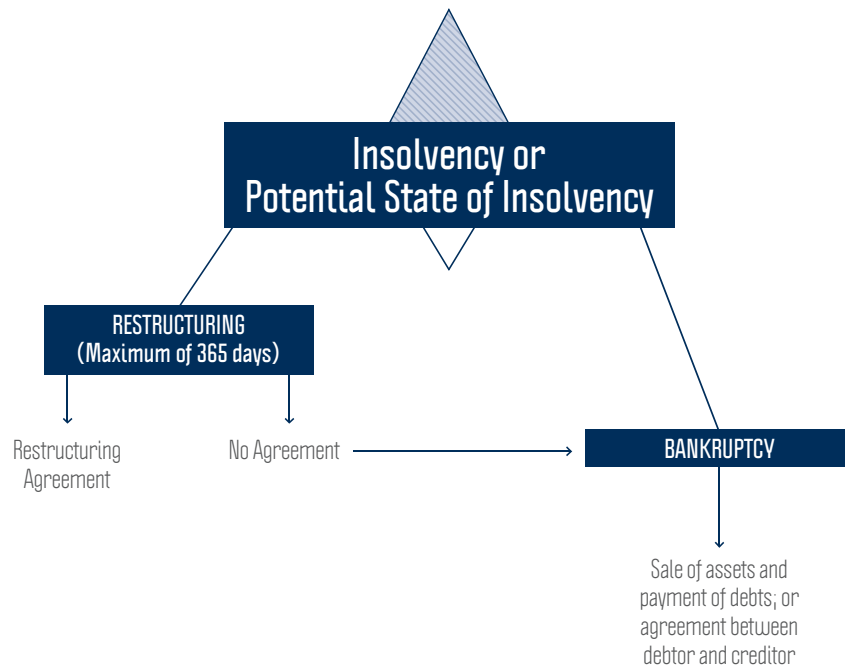 Insolvency or
Potential State of Insolvency
RESTRUCTURING
(Maximum of 365 days)
Restructuring
Agreement
No Agreement
BANKRUPTCY
Sale of assets and
payment of debts; or
agreement between
debtor and creditor